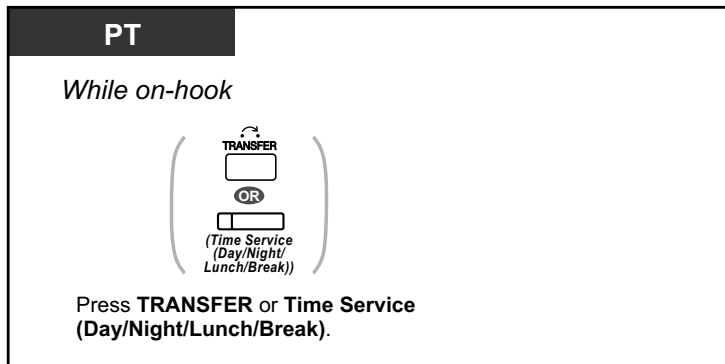 PT
While on-hook
TRANSFER
OR
(Time Service
(Day/Night/
Lunch/Break))
Press TRANSFER or Time Service
(Day/Night/Lunch/Break).